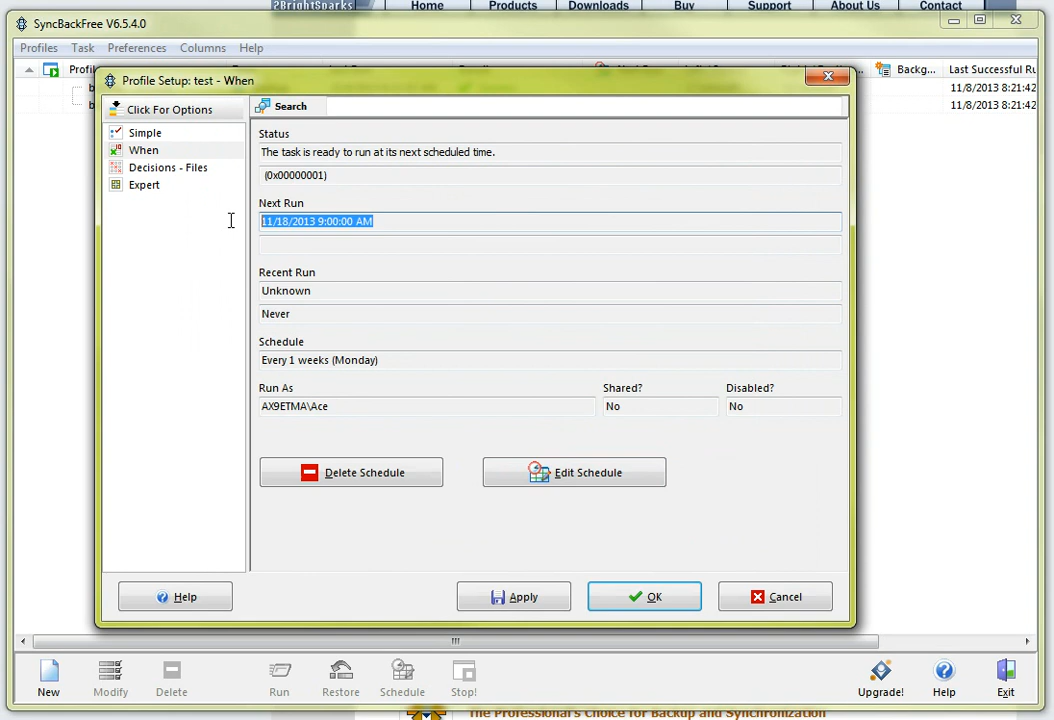 2BrightSparks Home Products Downloads Buy Support About Us Contact
SyncBackFree V6.5.4.0
Profiles Task Preferences Columns Help
Backg... Last Successful Ru
11/8/2013 8:21:42
11/8/2013 8:21:42
Profile Setup: test - When
Click For Options
Simple
When
Decisions - Files
Expert
Search
Status
The task is ready to run at its next scheduled time.
(0x00000001)
Next Run
11/18/2013 9:00:00 AM
Recent Run
Unknown
Never
Schedule
Every 1 weeks (Monday)
Run As Shared? Disabled?
AX9ETMA\Ace No No
Delete Schedule Edit Schedule
Help Apply OK Cancel
New Modify Delete Run Restore Schedule Stop! Upgrade! Help Exit
The Professional's Choice for Backup and Synchronization